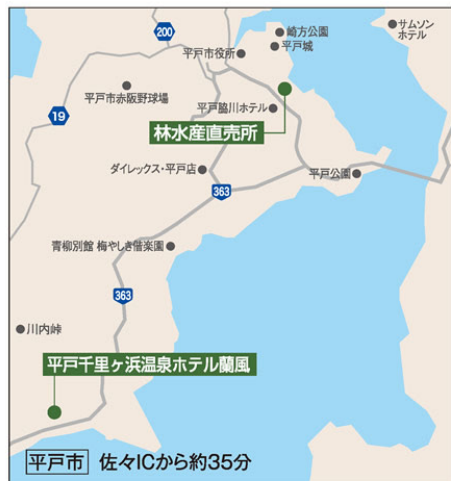 200
崎方公園
平戸城
平戸市役所
サムソン
ホテル
平戸市赤阪野球場
19
平戸脇川ホテル
林水産直売所
ダイレックス・平戸店
平戸公園
363
青柳別館 梅やしき偕楽園
363
川内峠
平戸千里ヶ浜温泉ホテル蘭風
平戸市 佐々ICから約35分